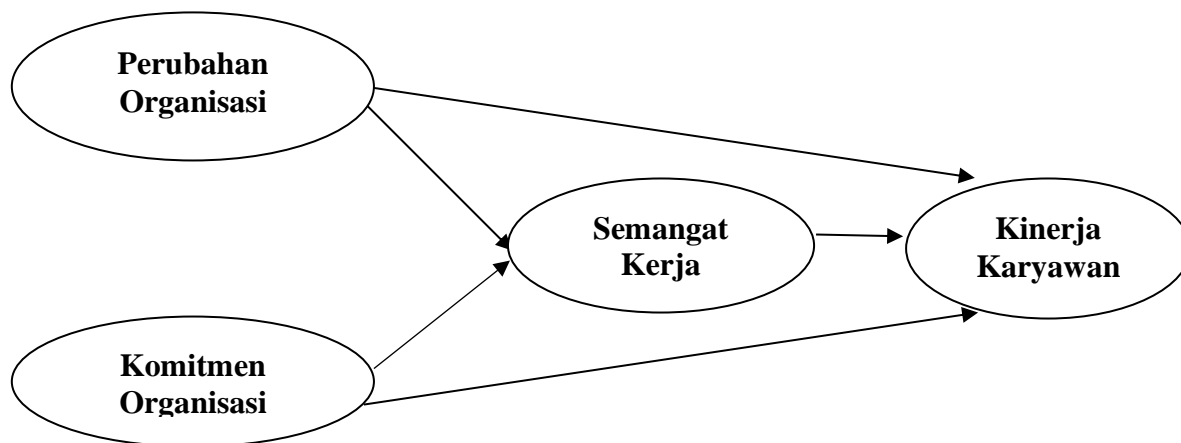 Perubahan
Organisasi
Semangat
Kerja
Kinerja
Karyawan
Komitmen
Organisasi